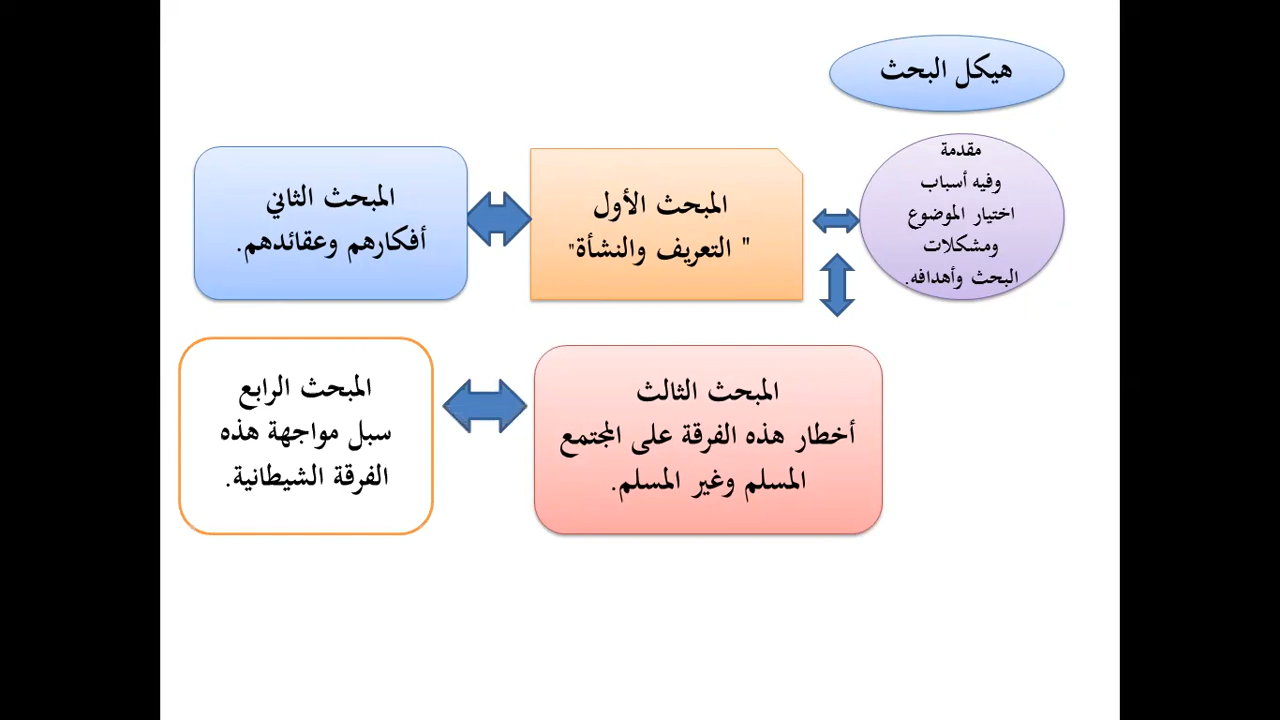 هيكل البحث
مقدمة
وفيه أسباب
اختيار الموضوع
ومشكلات
البحث وأهدافه.
المبحث الأول
" التعريف والنشأة"
المبحث الثاني
أفكارهم وعقائدهم.
المبحث الثالث
أخطار هذه الفرقة على المجتمع
المسلم وغير المسلم.
المبحث الرابع
سبل مواجهة هذه
الفرقة الشيطانية.